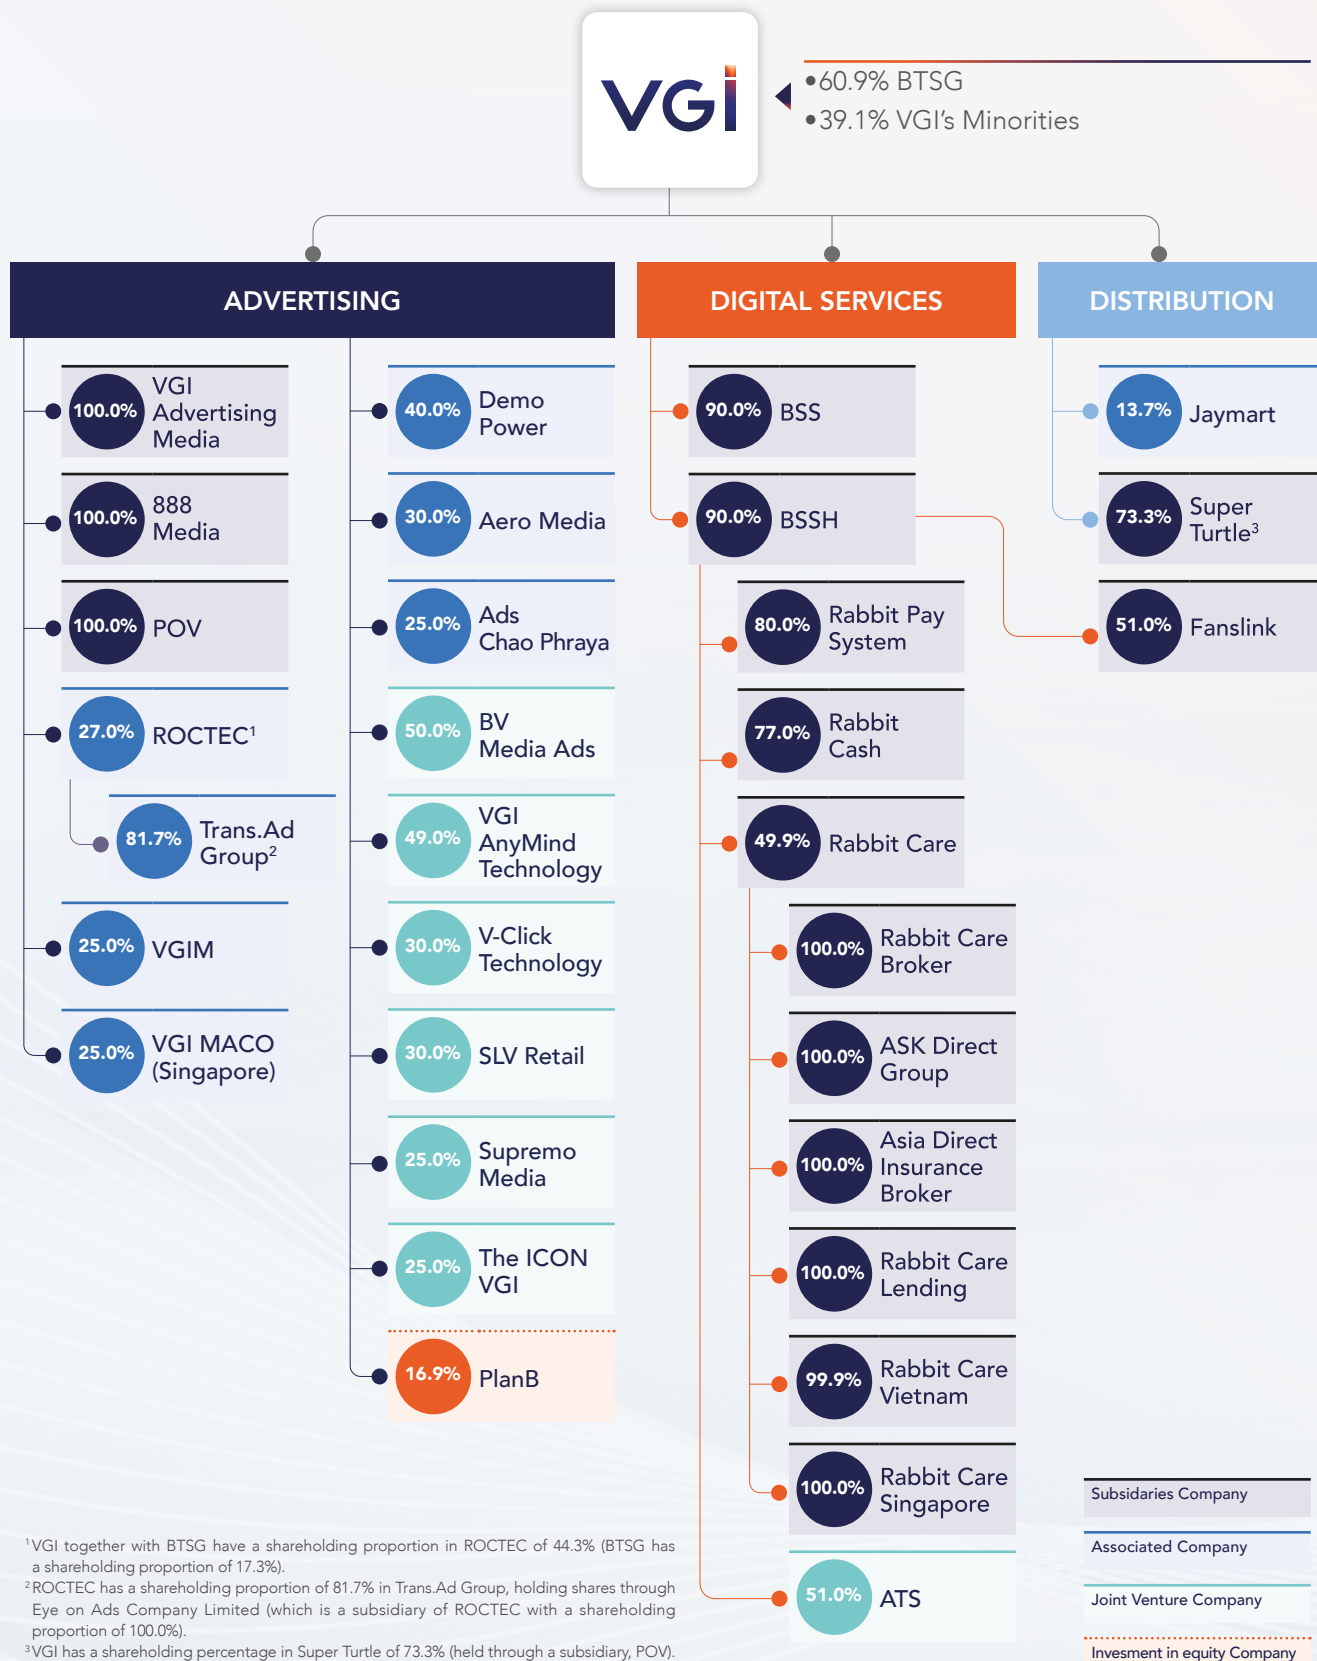 VGI
•60.9% BTSG
•39.1% VGI's Minorities
ADVERTISING
100.0%
VGI
Advertising
Media
100.0%
888
Media
100.0%
POV
27.0%
ROCTEC¹
81.7%
Trans.Ad
Group²
25.0%
VGIM
25.0%
VGI MACO
(Singapore)
40.0%
Demo
Power
30.0%
Aero Media
25.0%
Ads
Chao Phraya
50.0%
BV
Media Ads
49.0%
VGI
AnyMind
Technology
30.0%
V-Click
Technology
30.0%
SLV Retail
25.0%
Supremo
Media
25.0%
The ICON
VGI
16.9%
PlanB
DIGITAL SERVICES
90.0%
BSS
90.0%
BSSH
80.0%
Rabbit Pay
System
77.0%
Rabbit
Cash
49.9%
Rabbit Care
100.0%
Rabbit Care
Broker
100.0%
ASK Direct
Group
100.0%
Asia Direct
Insurance
Broker
100.0%
Rabbit Care
Lending
99.9%
Rabbit Care
Vietnam
100.0%
Rabbit Care
Singapore
51.0%
ATS
DISTRIBUTION
13.7%
Jaymart
73.3%
Super
Turtle³
51.0%
Fanslink
¹VGI together with BTSG have a shareholding proportion in ROCTEC of 44.3% (BTSG has
a shareholding proportion of 17.3%).
²ROCTEC has a shareholding proportion of 81.7% in Trans.Ad Group, holding shares through
Eye on Ads Company Limited (which is a subsidiary of ROCTEC with a shareholding
proportion of 100.0%).
³VGI has a shareholding percentage in Super Turtle of 73.3% (held through a subsidiary, POV).
Subsidaries Company
Associated Company
Joint Venture Company
Invesment in equity Company